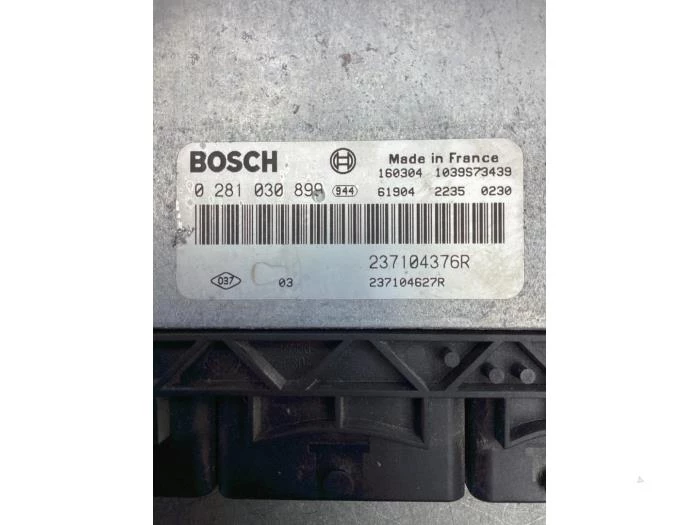 BOSCH Made in France
160304 1039S73439
0 281 030 899 944 61904 2235 0230
237104376R
037 03 237104627R